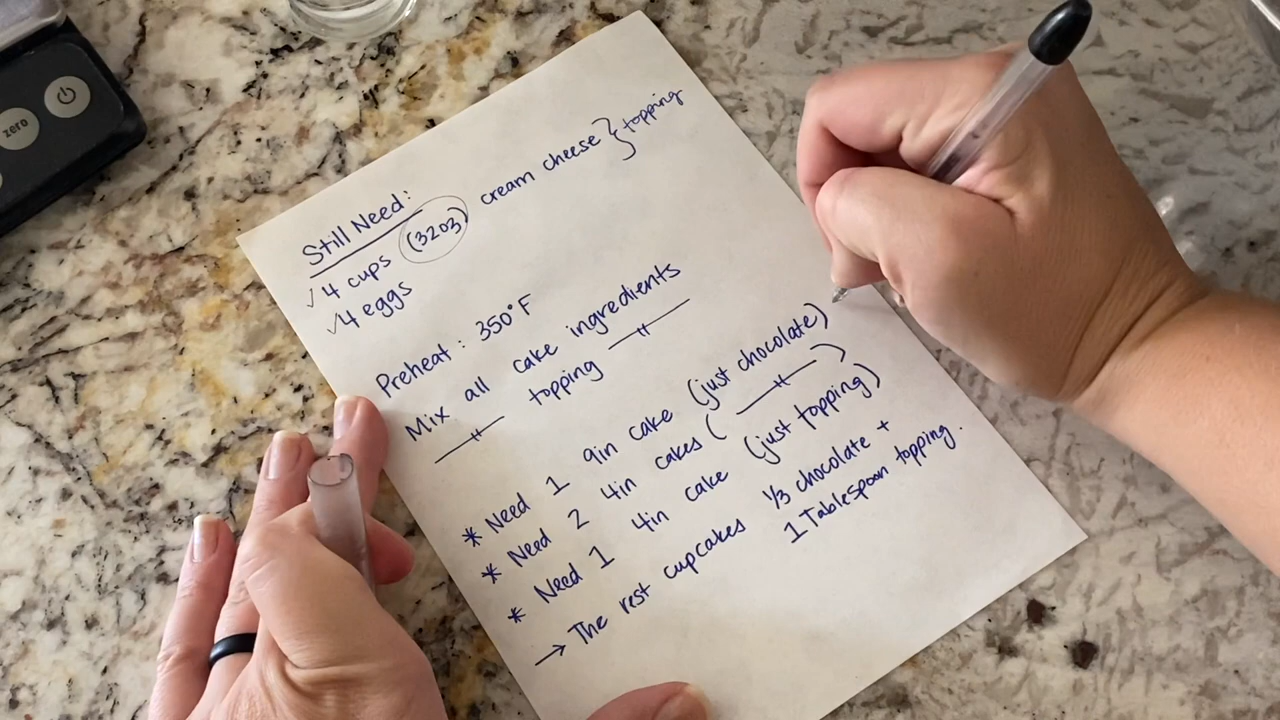 zero
Still Need:
√ 4 cups (32oz) cream cheese } topping
√ 4 eggs
Preheat: 350°F
Mix all cake ingredients
—〃— topping —〃—
* Need 1 9in cake (just chocolate)
* Need 2 4in cakes ( —〃— )
* Need 1 4in cake (just topping)
→ The rest cupcakes 1/3 chocolate +
1 Tablespoon topping.